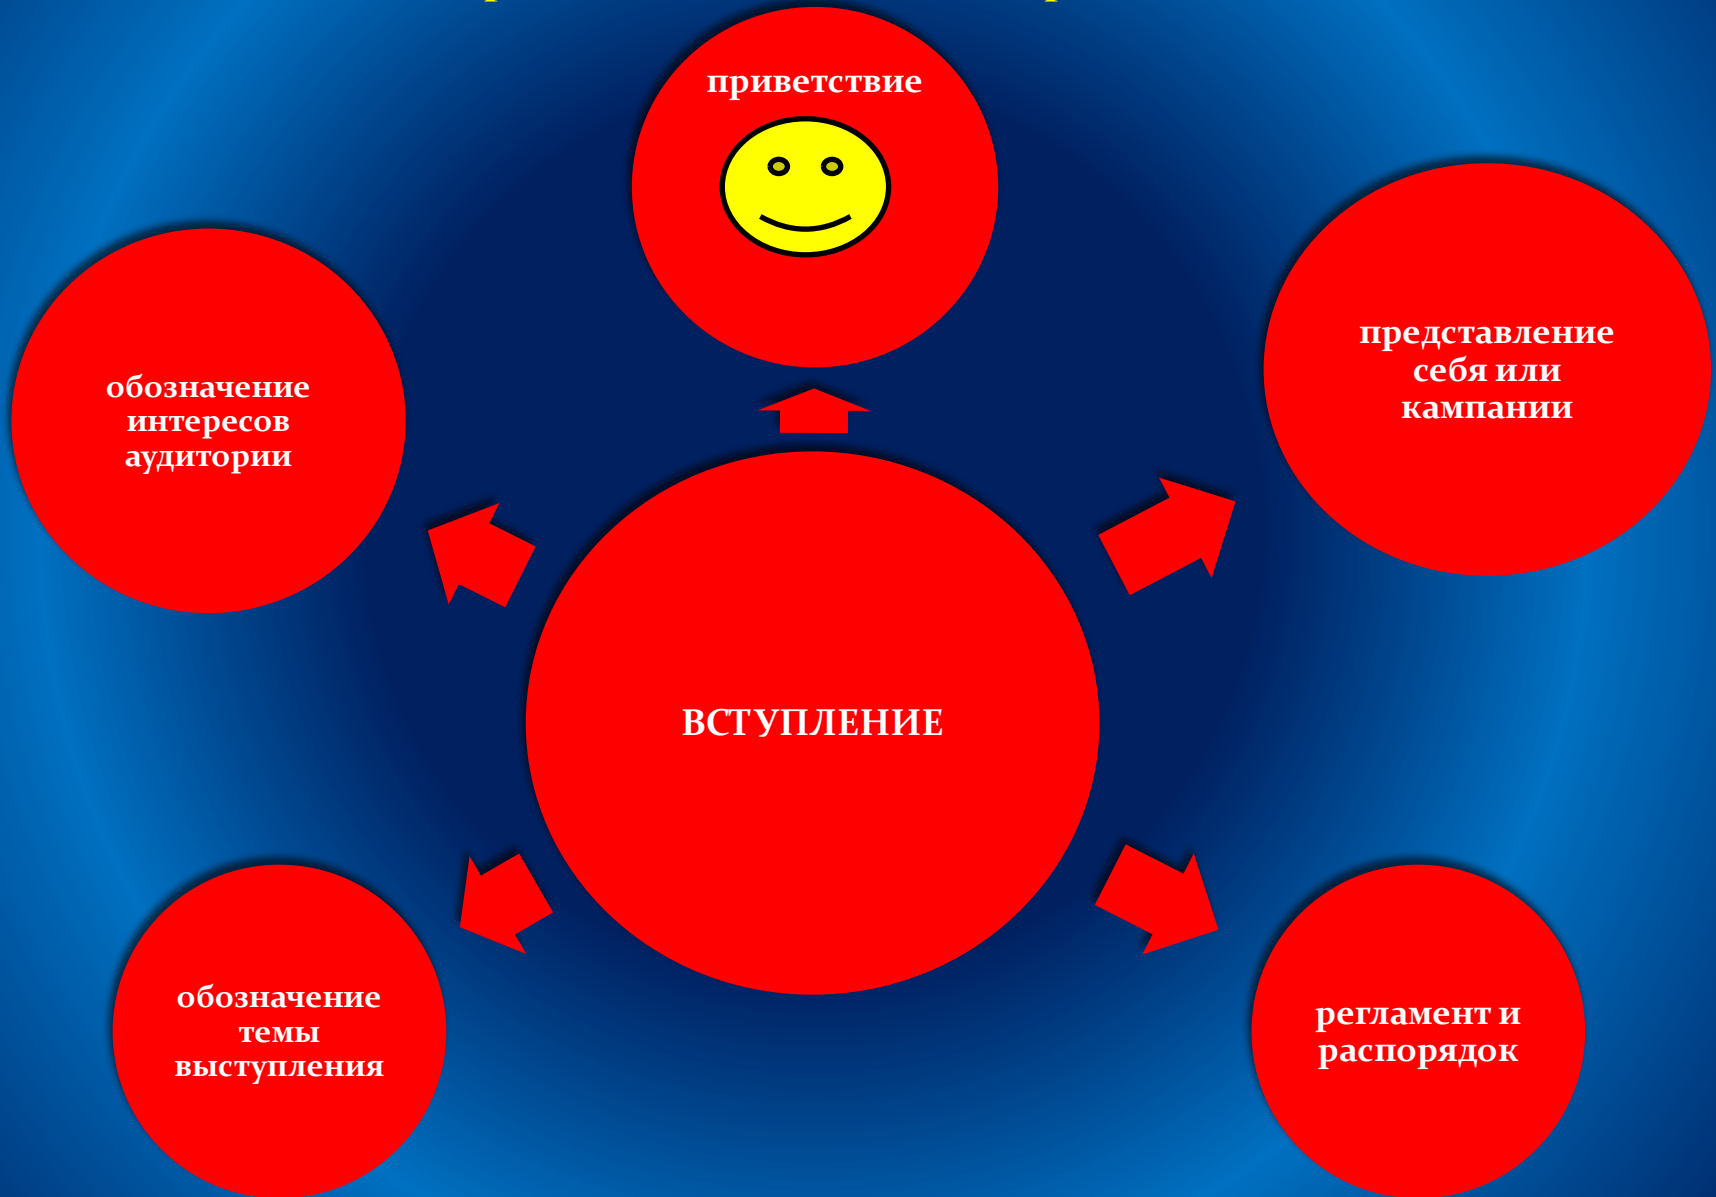 приветствие
представление
себя или
кампании
обозначение
интересов
аудитории
ВСТУПЛЕНИЕ
обозначение
темы
выступления
регламент и
распорядок